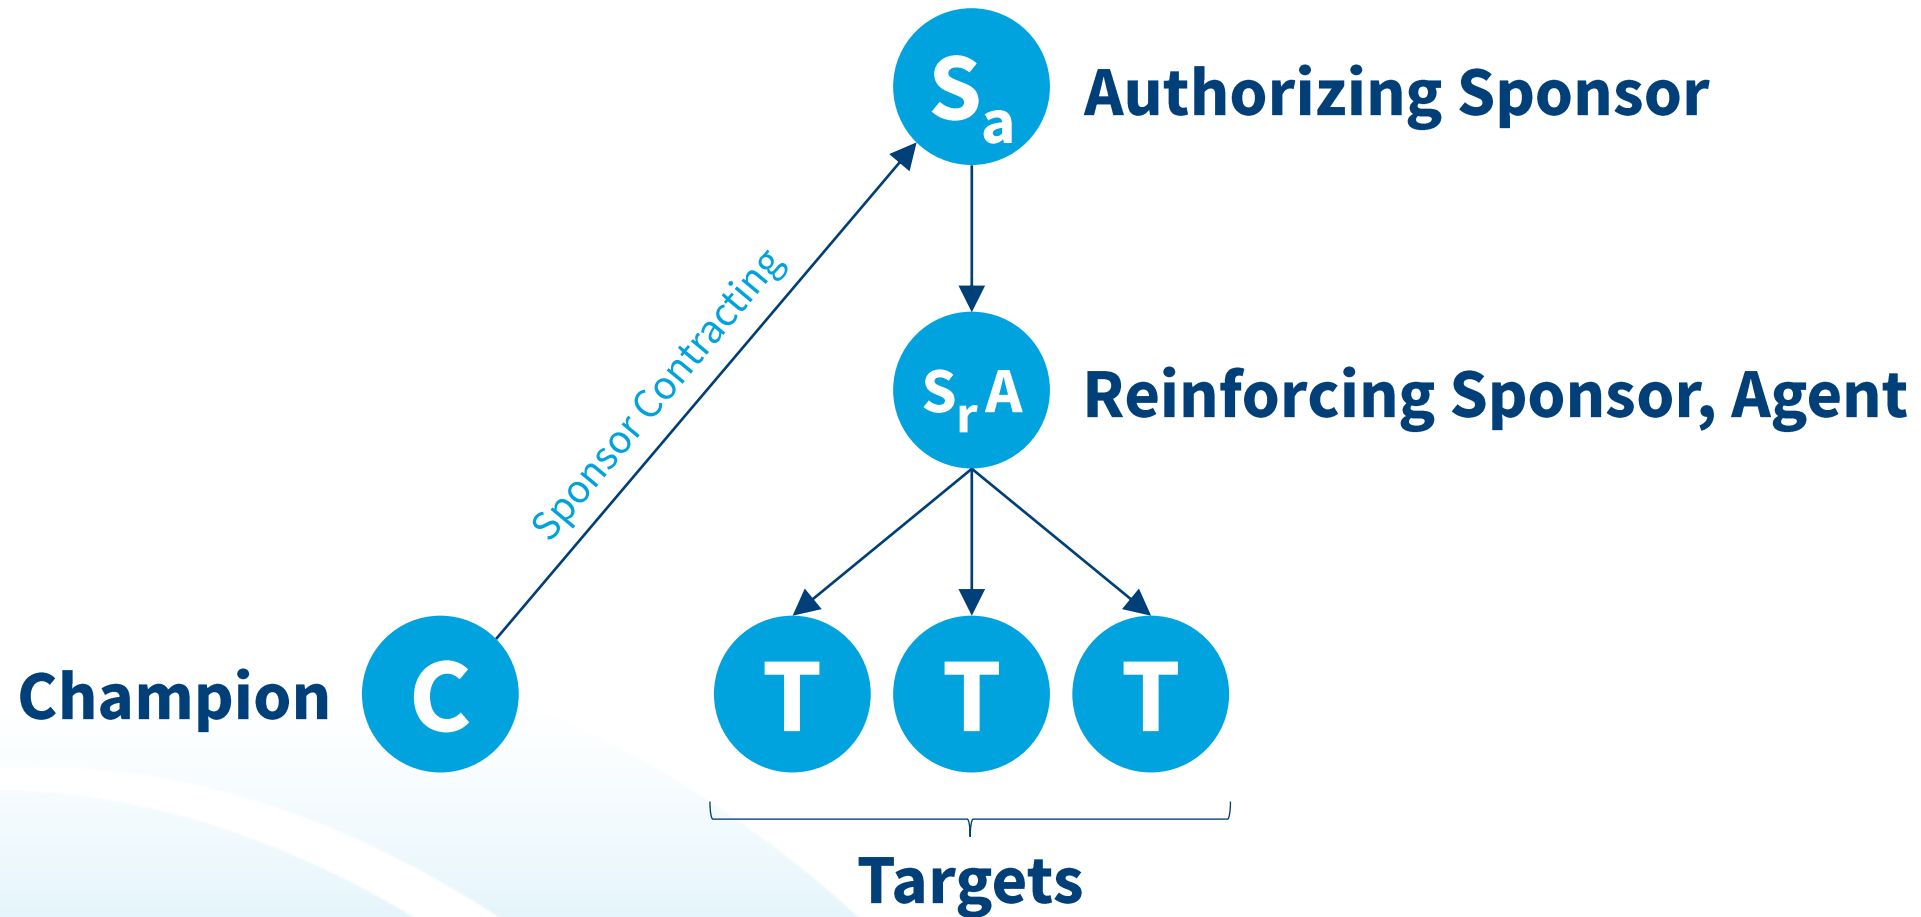 Sa
Authorizing Sponsor
Sponsor Contracting
SrA
Reinforcing Sponsor, Agent
Champion
C
T
T
T
Targets